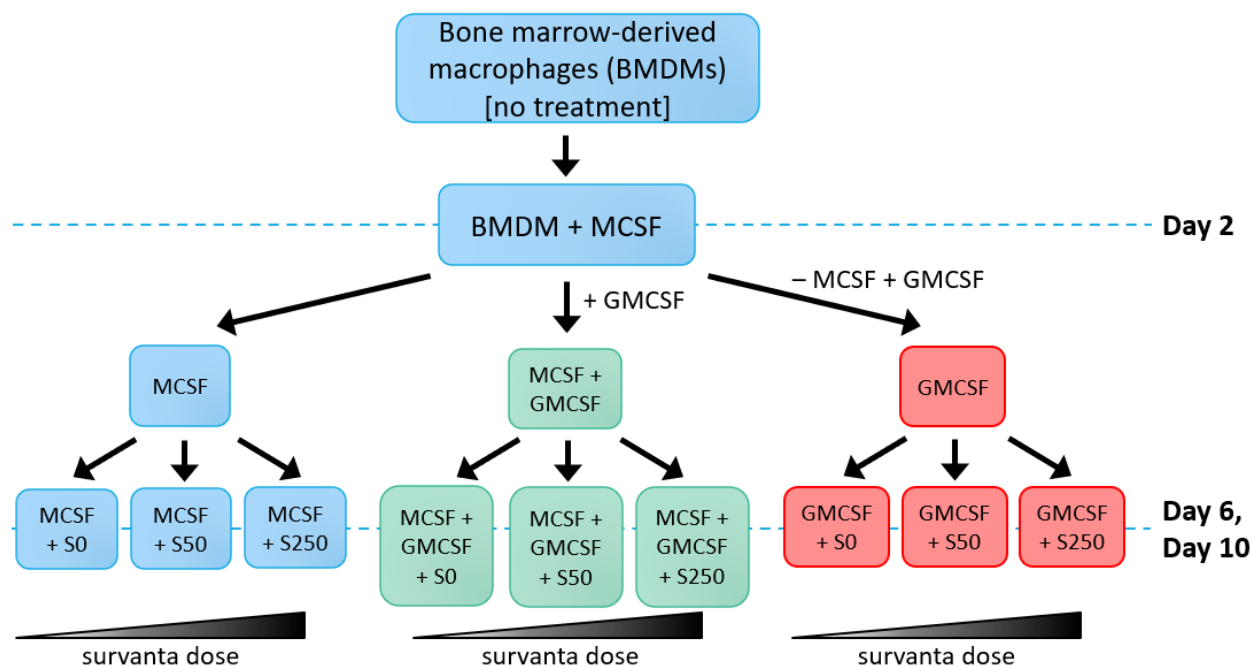 Bone marrow-derived
macrophages (BMDMs)
[no treatment]
BMDM + MCSF
Day 2
+ GMCSF
– MCSF + GMCSF
MCSF
MCSF +
GMCSF
GMCSF
MCSF
+ S0
MCSF
+ S50
MCSF
+ S250
MCSF +
GMCSF
+ S0
MCSF +
GMCSF
+ S50
MCSF +
GMCSF
+ S250
GMCSF
+ S0
GMCSF
+ S50
GMCSF
+ S250
Day 6,
Day 10
survanta dose
survanta dose
survanta dose